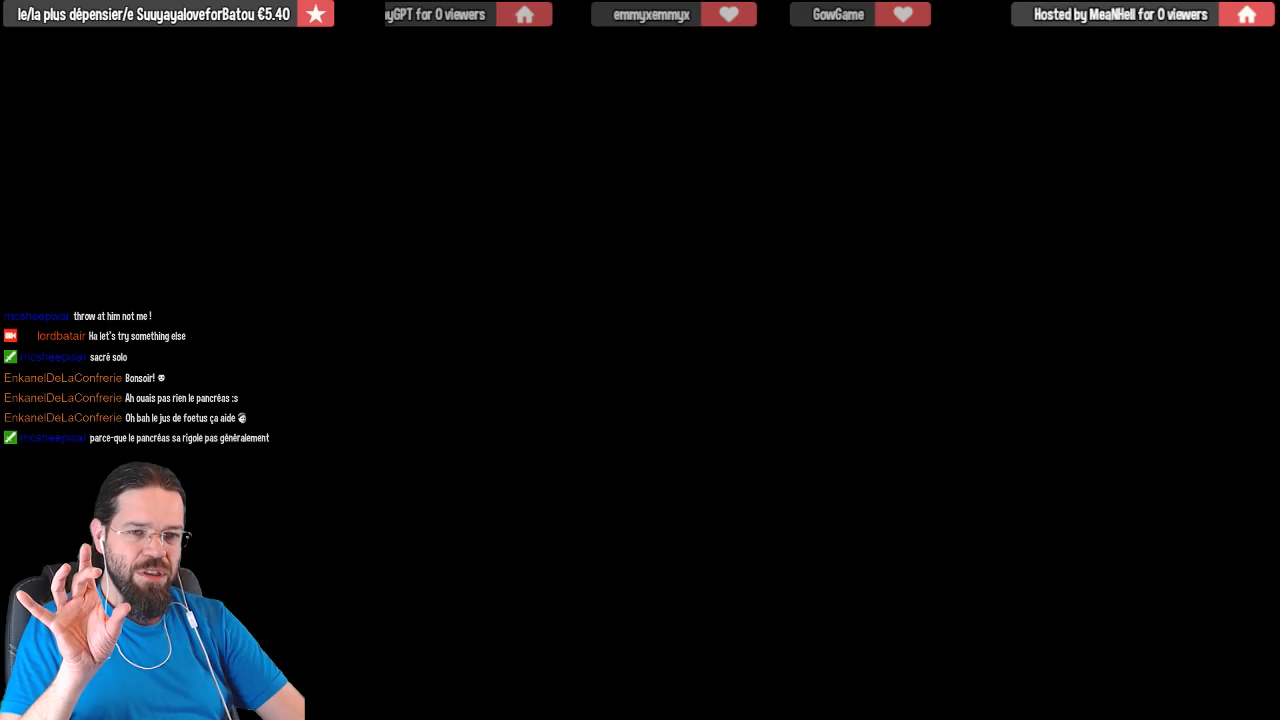 le/la plus dépensier/e SuuyayaloveforBatou €5.40
yGPT for 0 viewers
emmyxemmyx
GowGame
Hosted by MeaNHell for 0 viewers
mcsheepwar throw at him not me !
lordbatair Ha let's try something else
mcsheepwar sacré solo
EnkanelDeLaConfrerie Bonsoir!
EnkanelDeLaConfrerie Ah ouais pas rien le pancréas :s
EnkanelDeLaConfrerie Oh bah le jus de foetus ça aide
mcsheepwar parce-que le pancréas sa rigole pas généralement